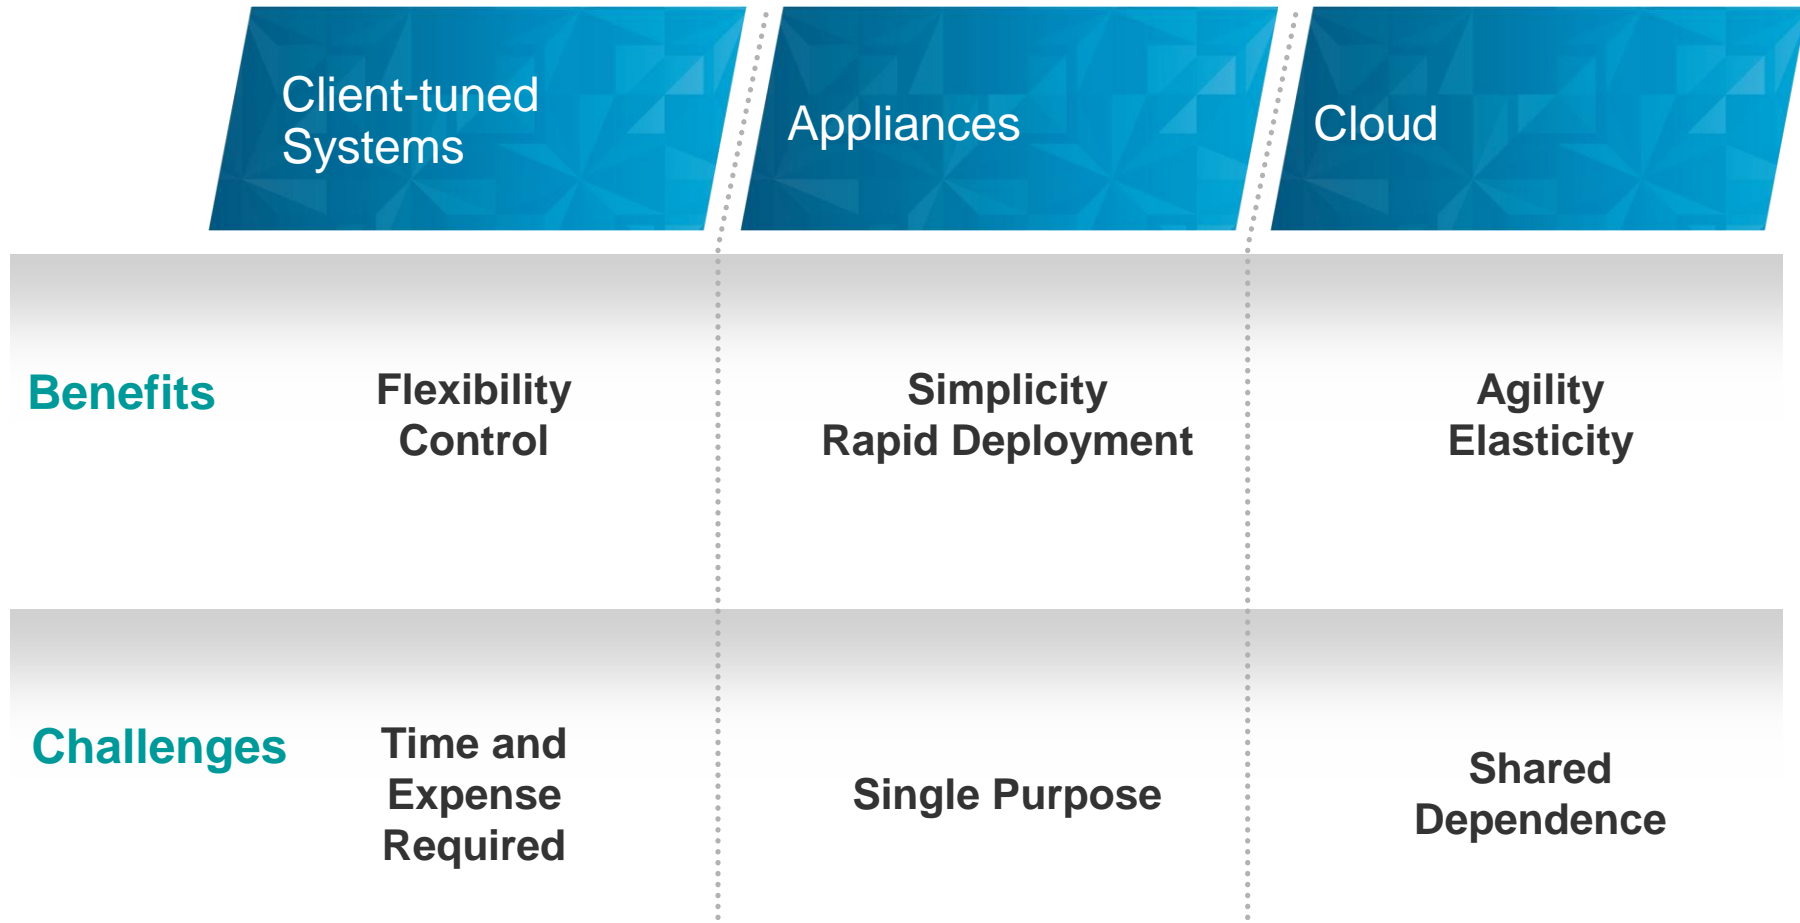 Client-tuned
Systems
Appliances
Cloud
Benefits
Flexibility
Control
Simplicity
Rapid Deployment
Agility
Elasticity
Challenges
Time and
Expense
Required
Single Purpose
Shared
Dependence